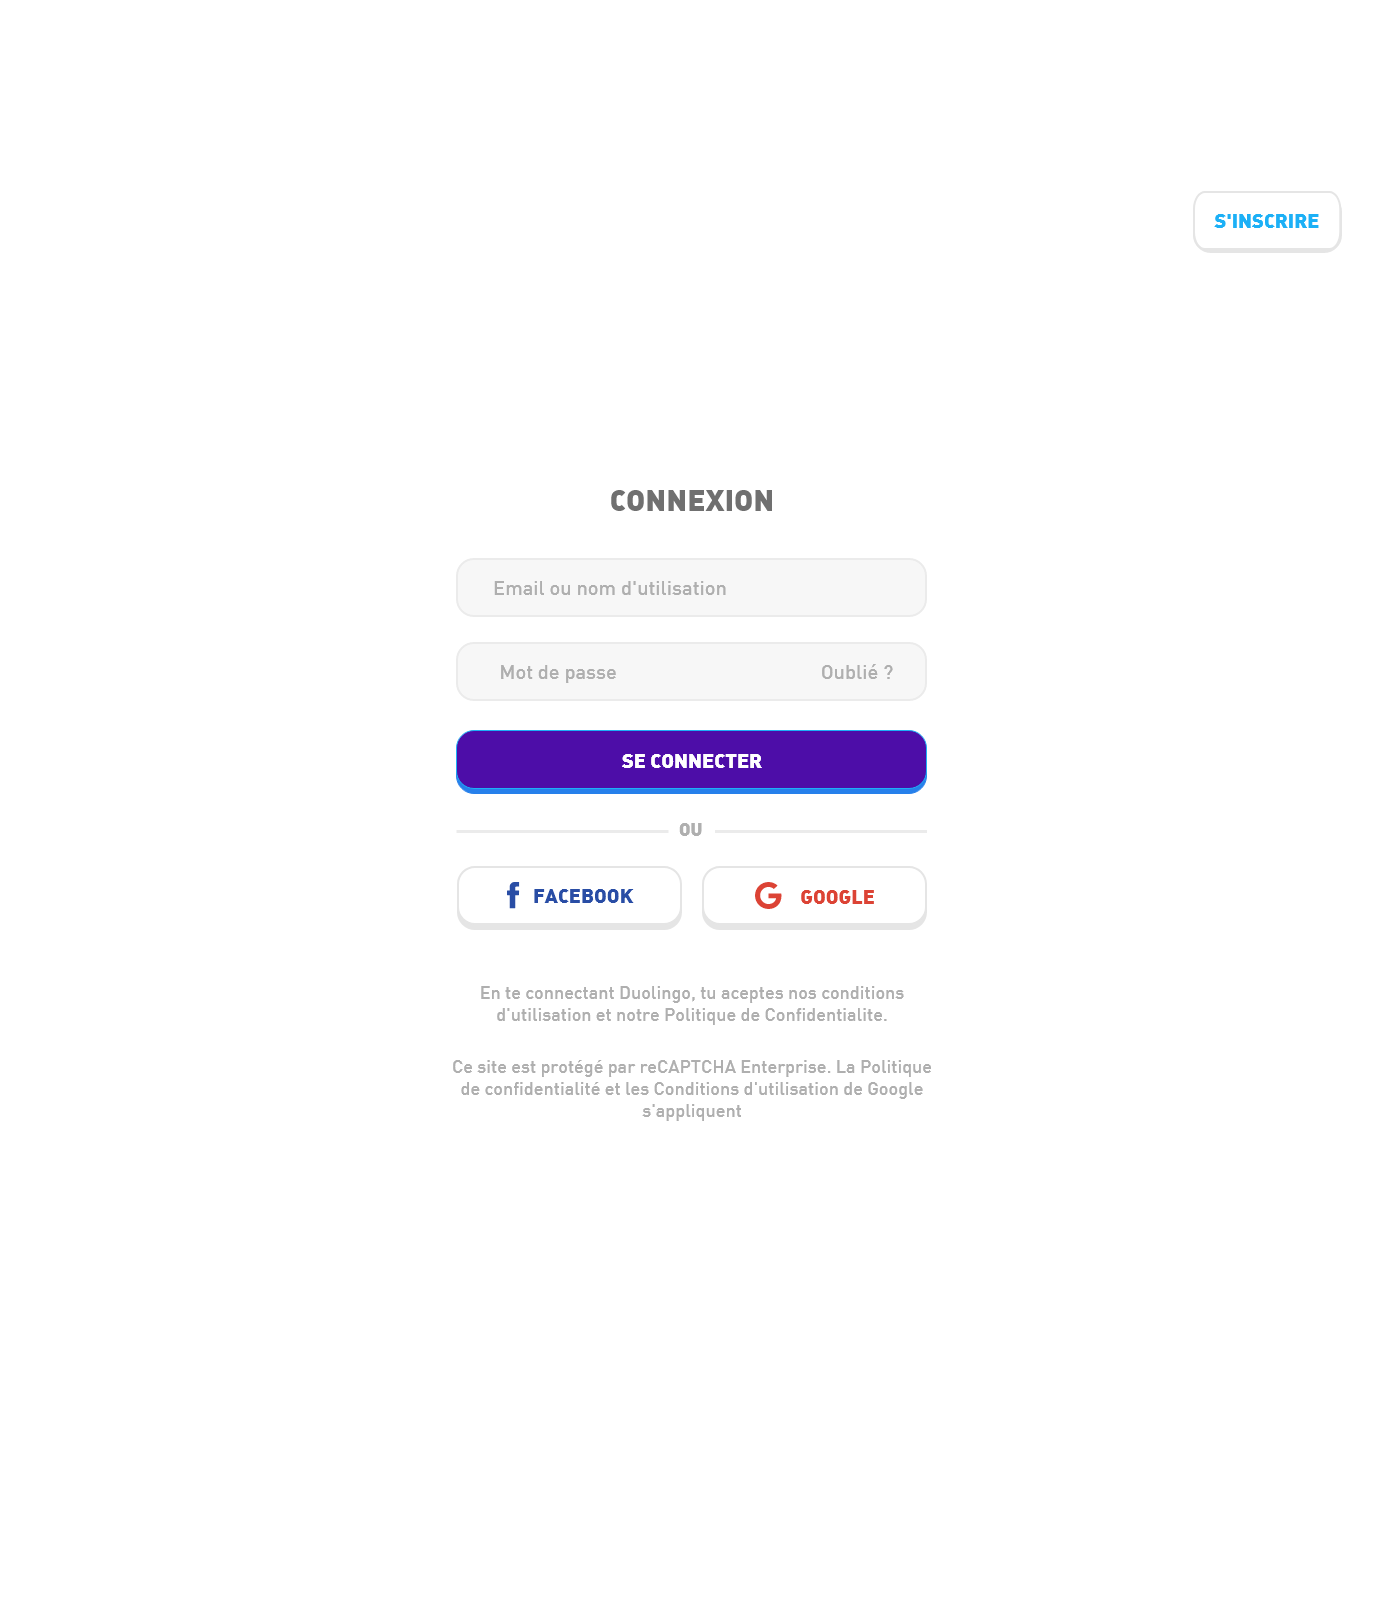 S'INSCRIRE
CONNEXION
Email ou nom d'utilisation
Mot de passe Oublié ?
SE CONNECTER
OU
FACEBOOK GOOGLE
En te connectant Duolingo, tu aceptes nos conditions
d'utilisation et notre Politique de Confidentialite.
Ce site est protégé par reCAPTCHA Enterprise. La Politique
de confidentialité et les Conditions d'utilisation de Google
s'appliquent